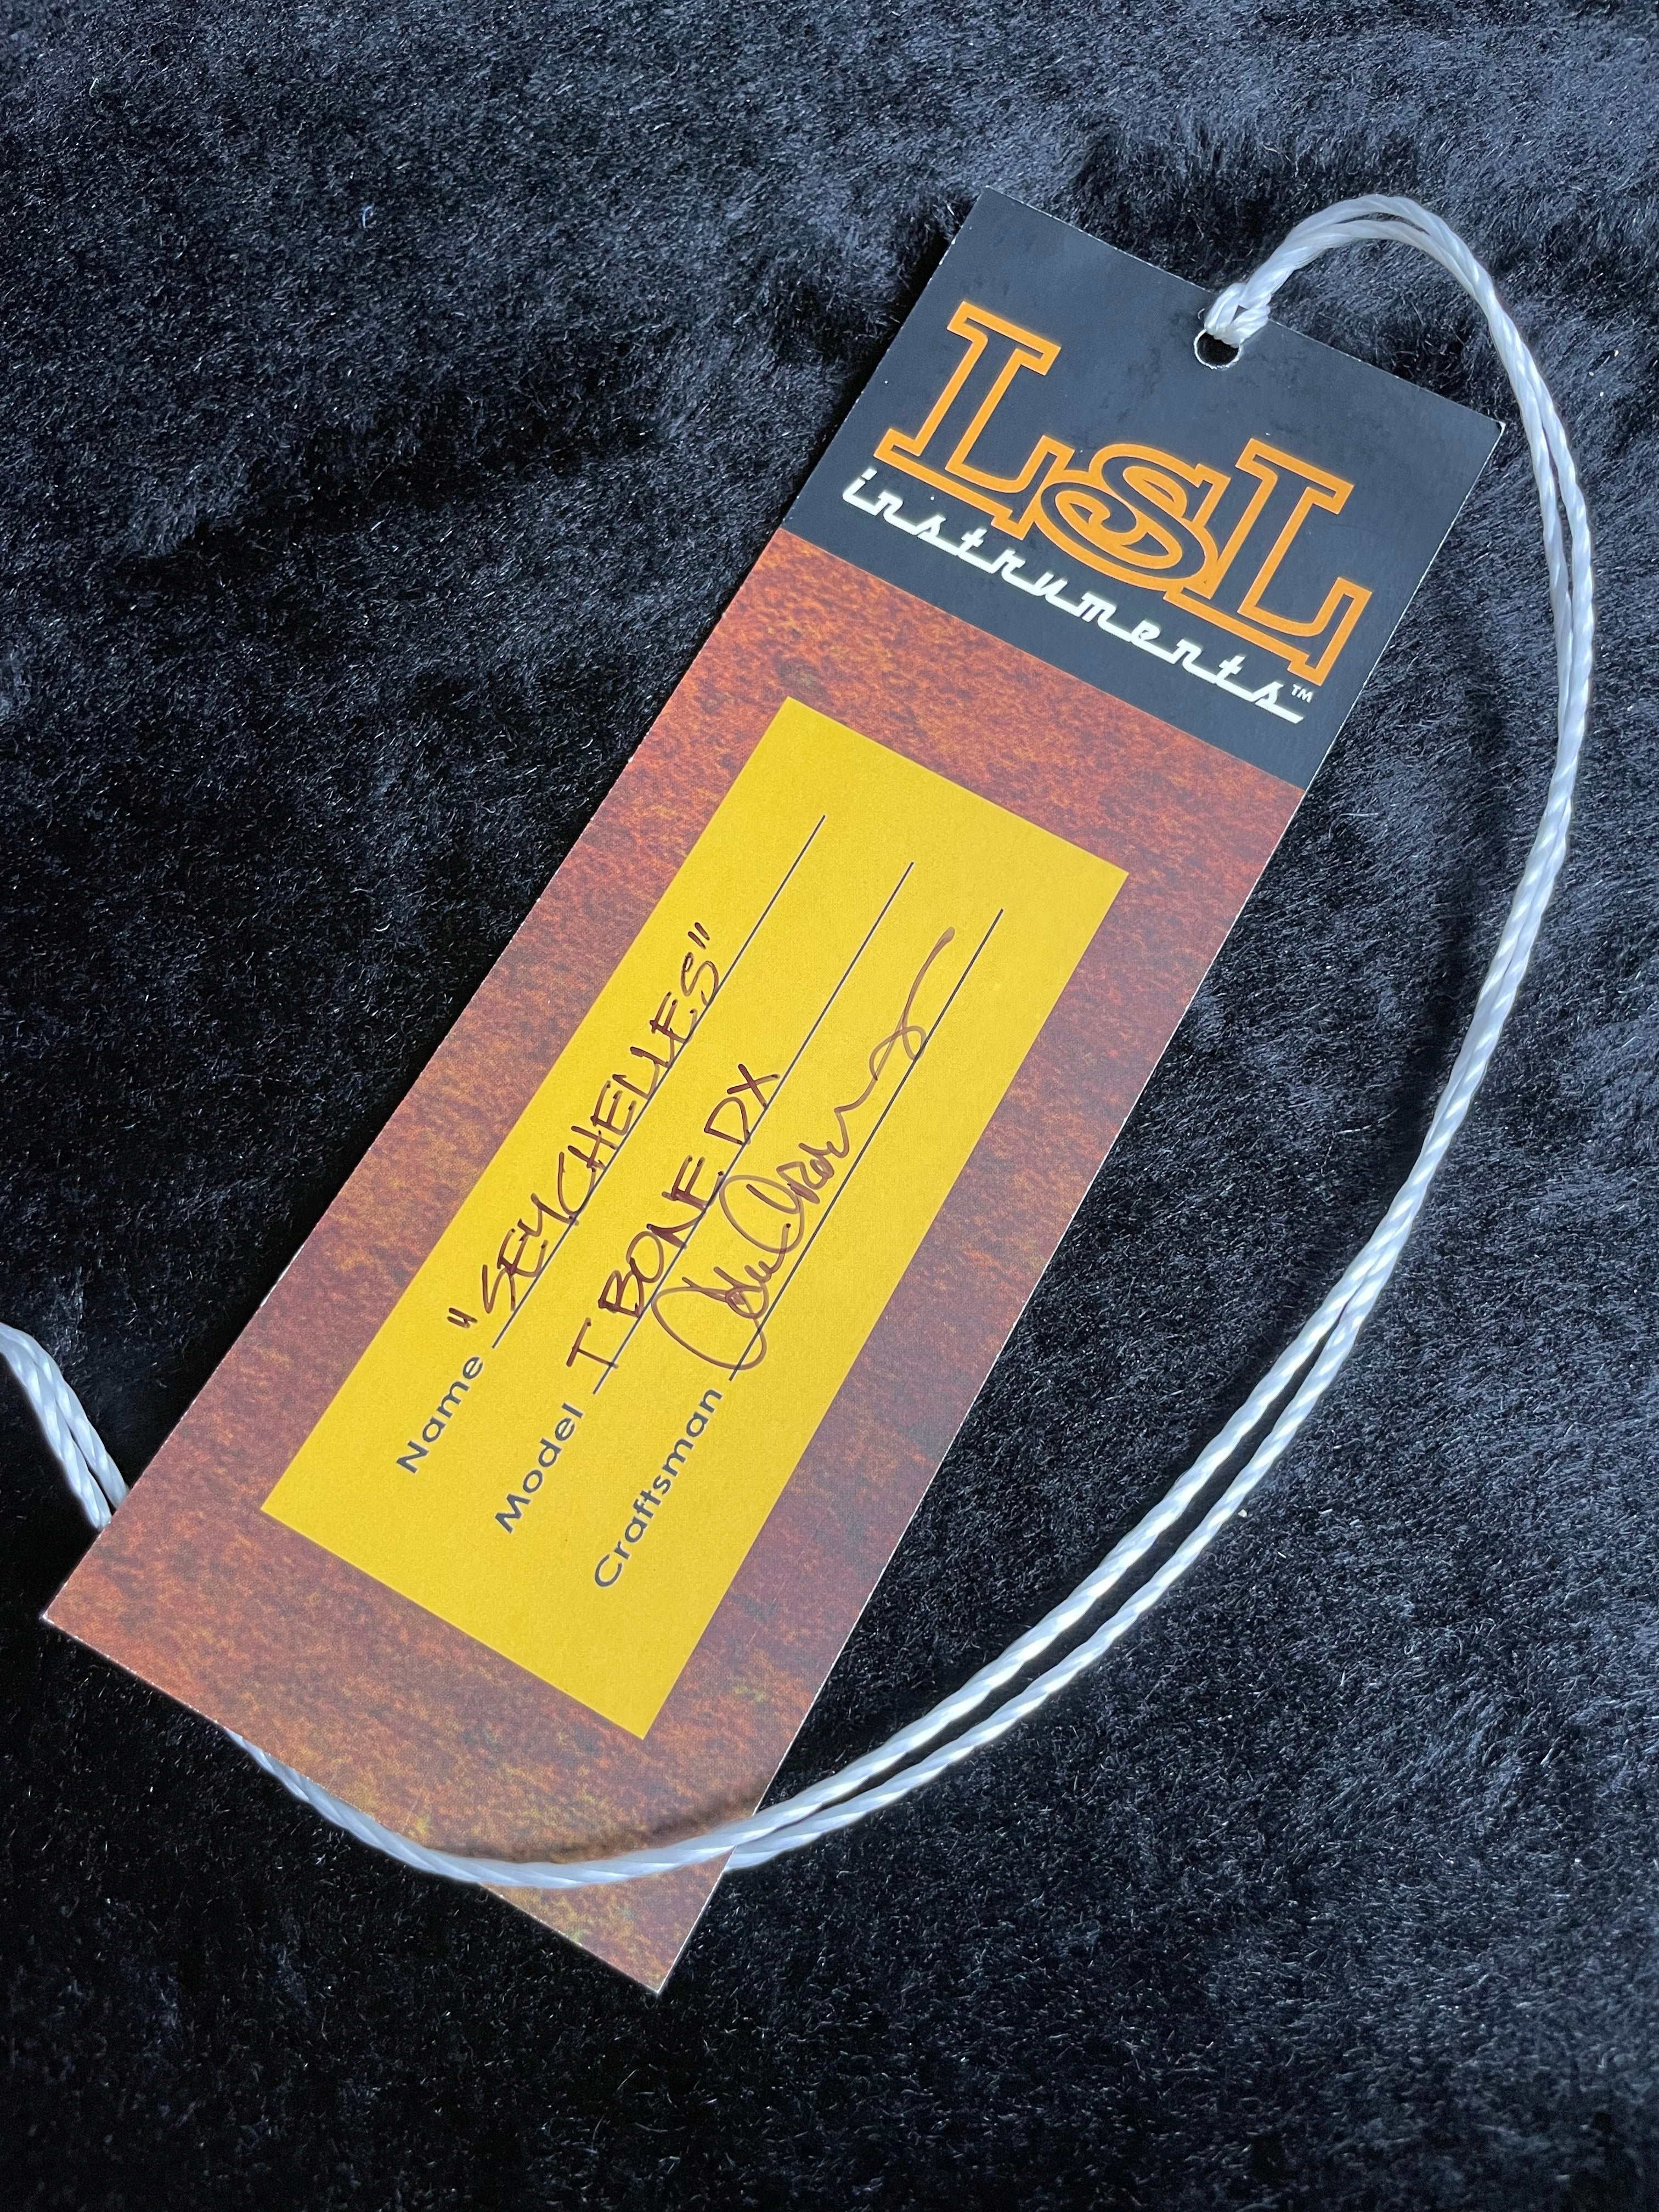 LSL
instruments™
Name "SEYCHELLES"
Model T BONE DX
Craftsman